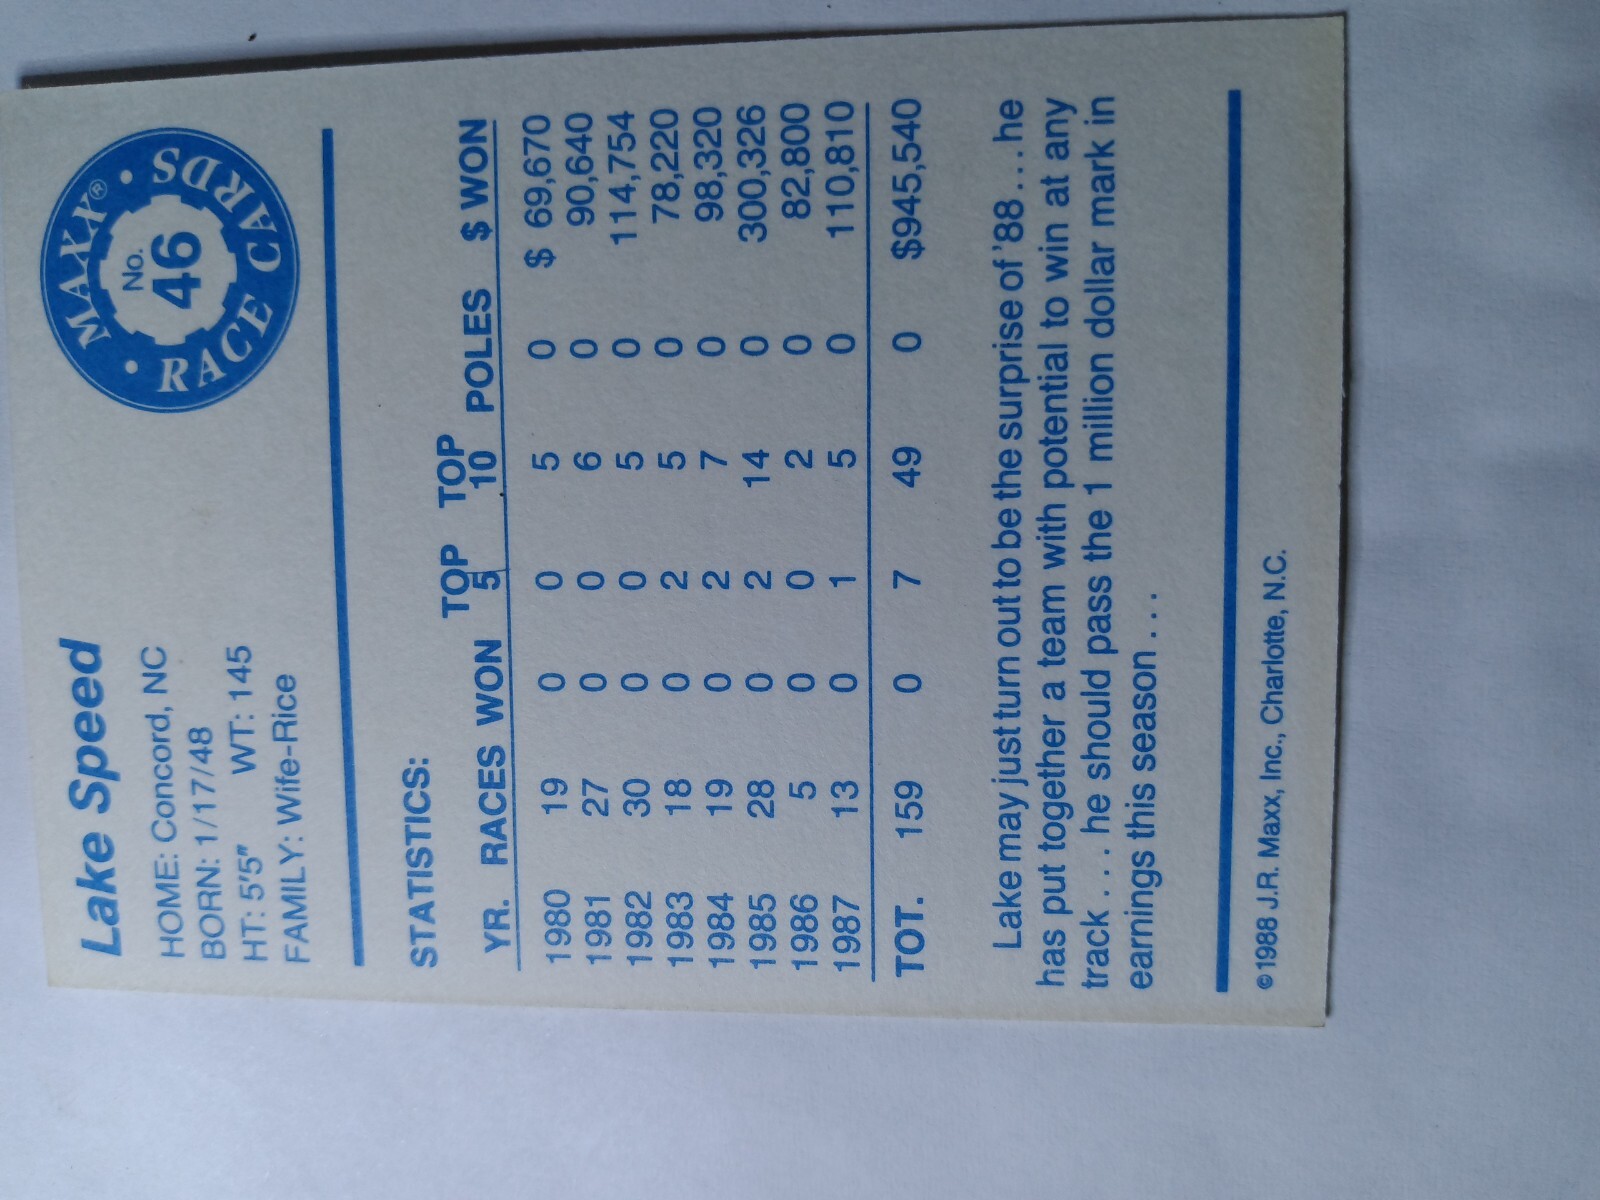 Lake Speed
HOME: Concord, NC
BORN: 1/17/48
HT: 5'5" WT: 145
FAMILY: Wife-Rice
MAXX® • RACE CARDS •
No.
46
STATISTICS:
YR. RACES WON TOP 5 TOP 10 POLES $ WON
1980 19 0 0 5 0 $ 69,670
1981 27 0 0 6 0 90,640
1982 30 0 0 5 0 114,754
1983 18 0 2 5 0 78,220
1984 19 0 2 7 0 98,320
1985 28 0 2 14 0 300,326
1986 5 0 0 2 0 82,800
1987 13 0 1 5 0 110,810
TOT. 159 0 7 49 0 $945,540
Lake may just turn out to be the surprise of '88...he
has put together a team with potential to win at any
track...he should pass the 1 million dollar mark in
earnings this season...
©1988 J.R. Maxx, Inc., Charlotte, N.C.